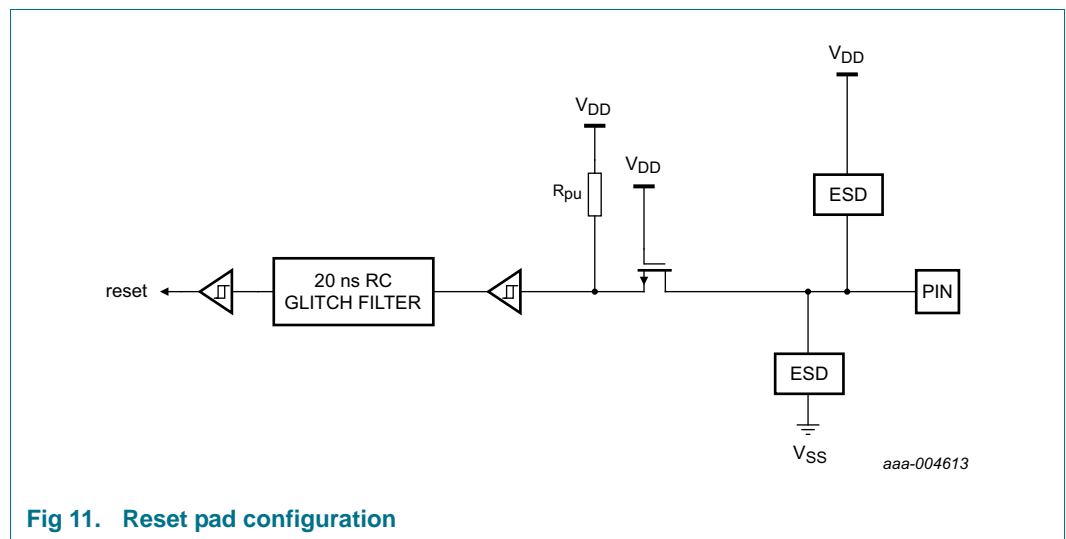 VDD
VDD
VDD
Rpu
ESD
reset
20 ns RC
GLITCH FILTER
PIN
ESD
VSS
aaa-004613
Fig 11. Reset pad configuration